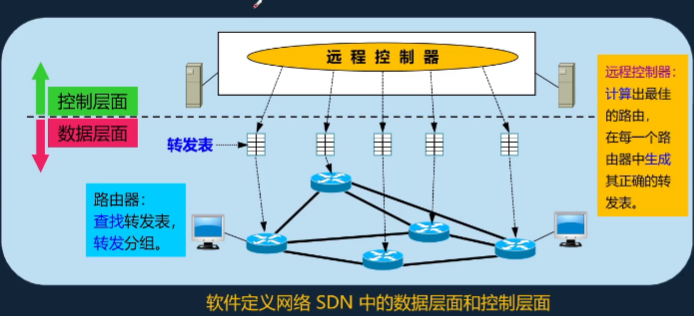 远程控制器
控制层面
数据层面
转发表
路由器：
查找转发表，
转发分组。
远程控制器：
计算出最佳
的路由，
在每一个路
由器中生成
其正确的转
发表。
软件定义网络 SDN 中的数据层面和控制层面